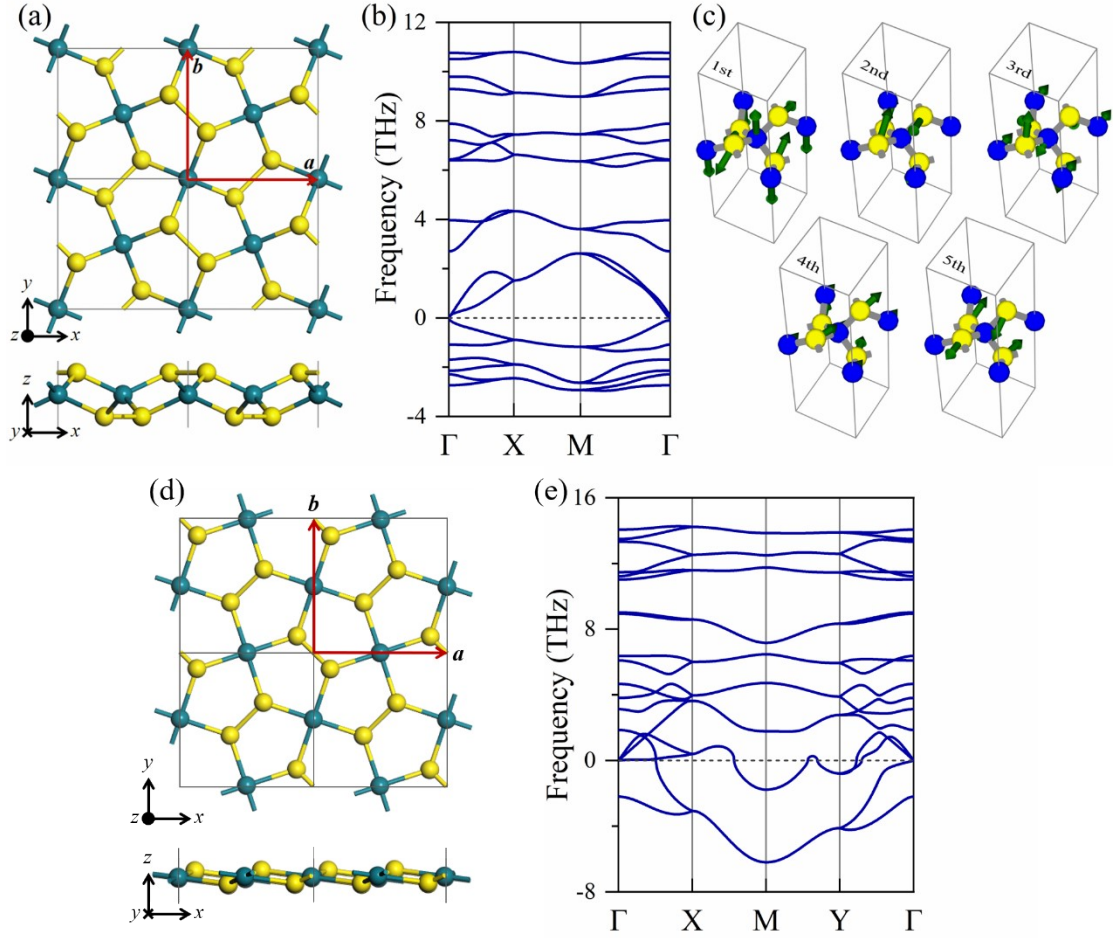 (a)
b
a
y
z x
z
y x
(b)
Frequency (THz)
12
8
4
0
-4
Γ X M Γ
(c)
1st
2nd
3rd
4th
5th
(d)
b
a
y
z x
z
y x
(e)
Frequency (THz)
16
8
0
-8
Γ X M Y Γ